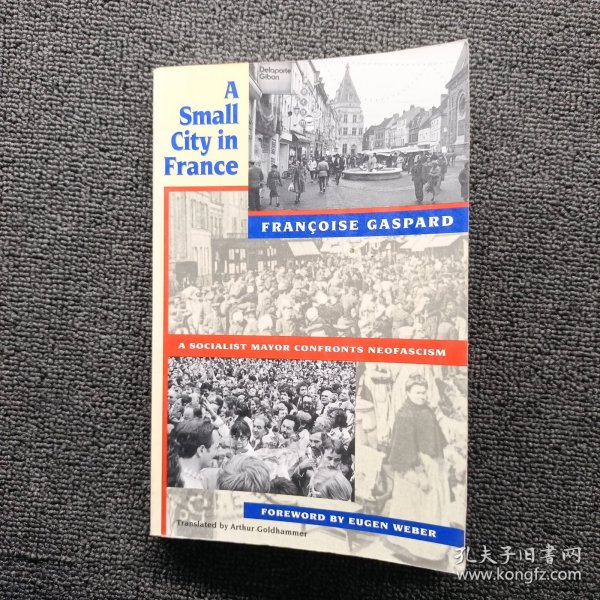 Delaporte
Giban
A
Small
City in
France
FRANÇOISE GASPARD
A SOCIALIST MAYOR CONFRONTS NEOFASCISM
FOREWORD BY EUGEN WEBER
Translated by Arthur Goldhammer
孔夫子旧书网
www.kongfz.com